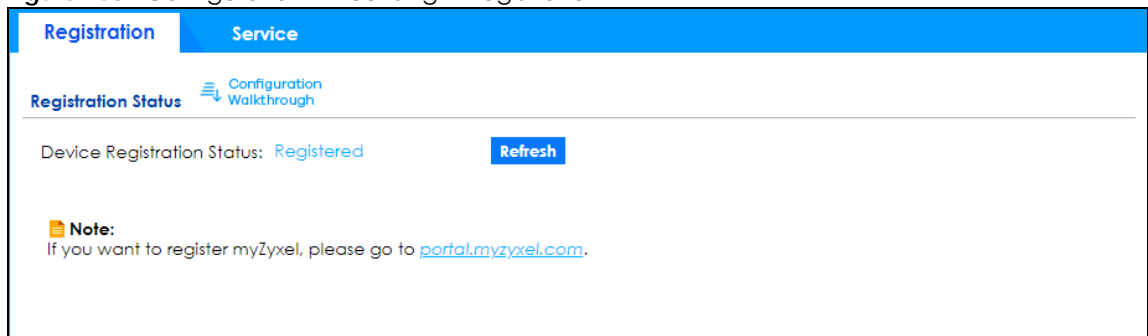 Registration Service
Configuration
Registration Status Walkthrough
Device Registration Status: Registered Refresh
Note:
If you want to register myZyxel, please go to portal.myzyxel.com.